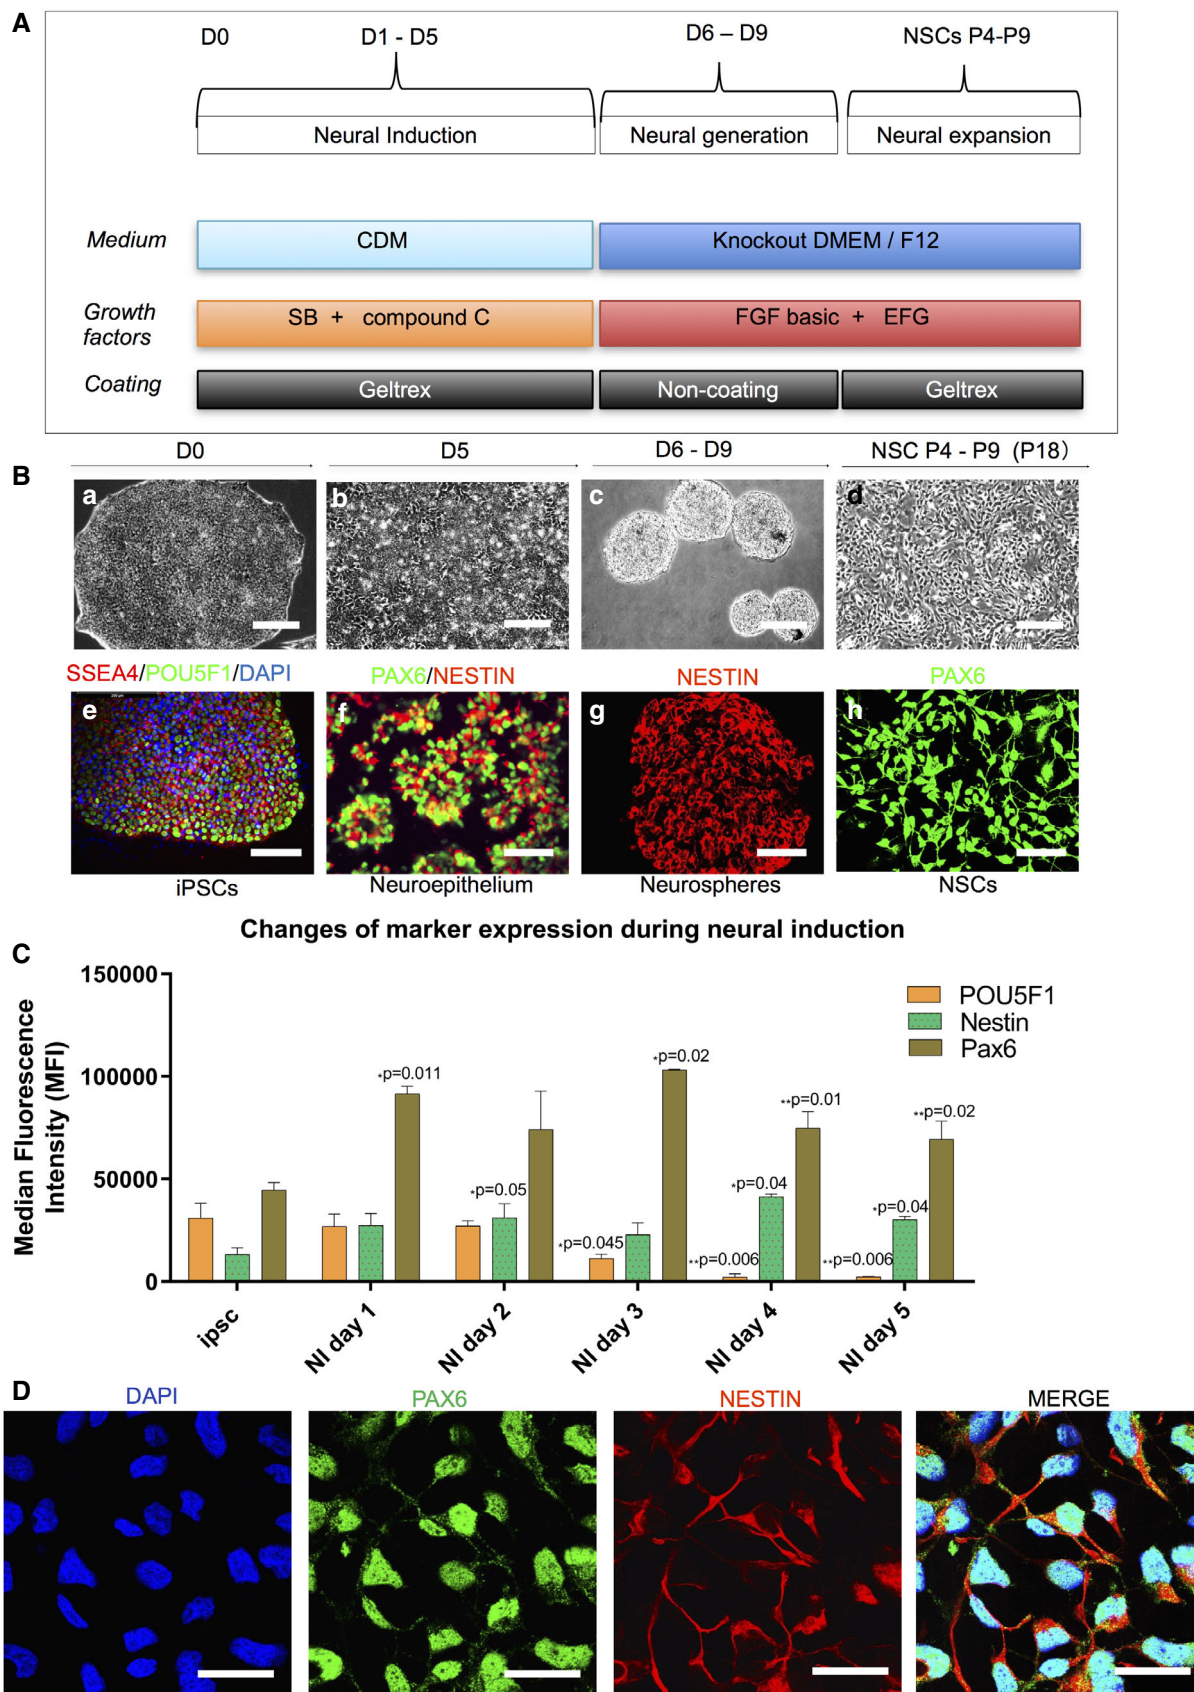 A
D0 D1 - D5 D6 – D9 NSCs P4-P9
Neural Induction Neural generation Neural expansion
Medium CDM Knockout DMEM / F12
Growth
factors
SB + compound C FGF basic + EFG
Coating Geltrex Non-coating Geltrex
D0 D5 D6 - D9 NSC P4 - P9 (P18)
B
a b c d
SSEA4/POU5F1/DAPI PAX6/NESTIN NESTIN PAX6
e f g h
iPSCs Neuroepithelium Neurospheres NSCs
Changes of marker expression during neural induction
C
Median Fluorescence
Intensity (MFI)
150000
100000
50000
0
POU5F1
Nestin
Pax6
*p=0.011
*p=0.05
*p=0.02
*p=0.045
**p=0.01
*p=0.04
**p=0.006
**p=0.02
*p=0.04
**p=0.006
ipsc NI day 1 NI day 2 NI day 3 NI day 4 NI day 5
D
DAPI PAX6 NESTIN MERGE